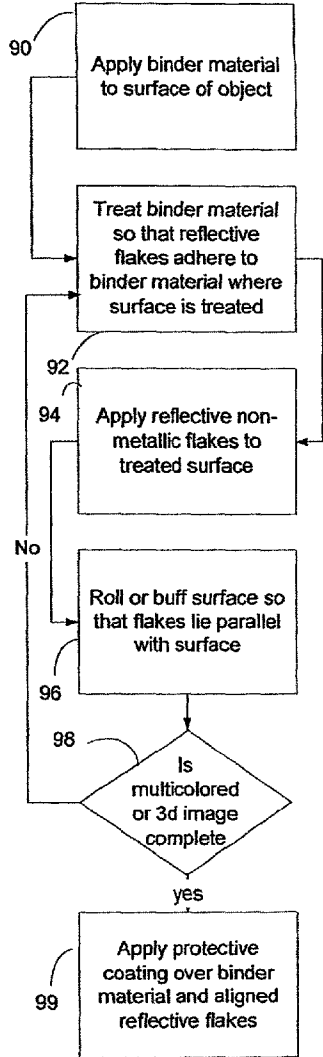 90
Apply binder material
to surface of object
Treat binder material
so that reflective
flakes adhere to
binder material where
surface is treated
92
94
Apply reflective non-
metallic flakes to
treated surface
No
Roll or buff surface so
that flakes lie parallel
with surface
96
98
Is
multicolored
or 3d image
complete
yes
Apply protective
coating over binder
material and aligned
reflective flakes
99